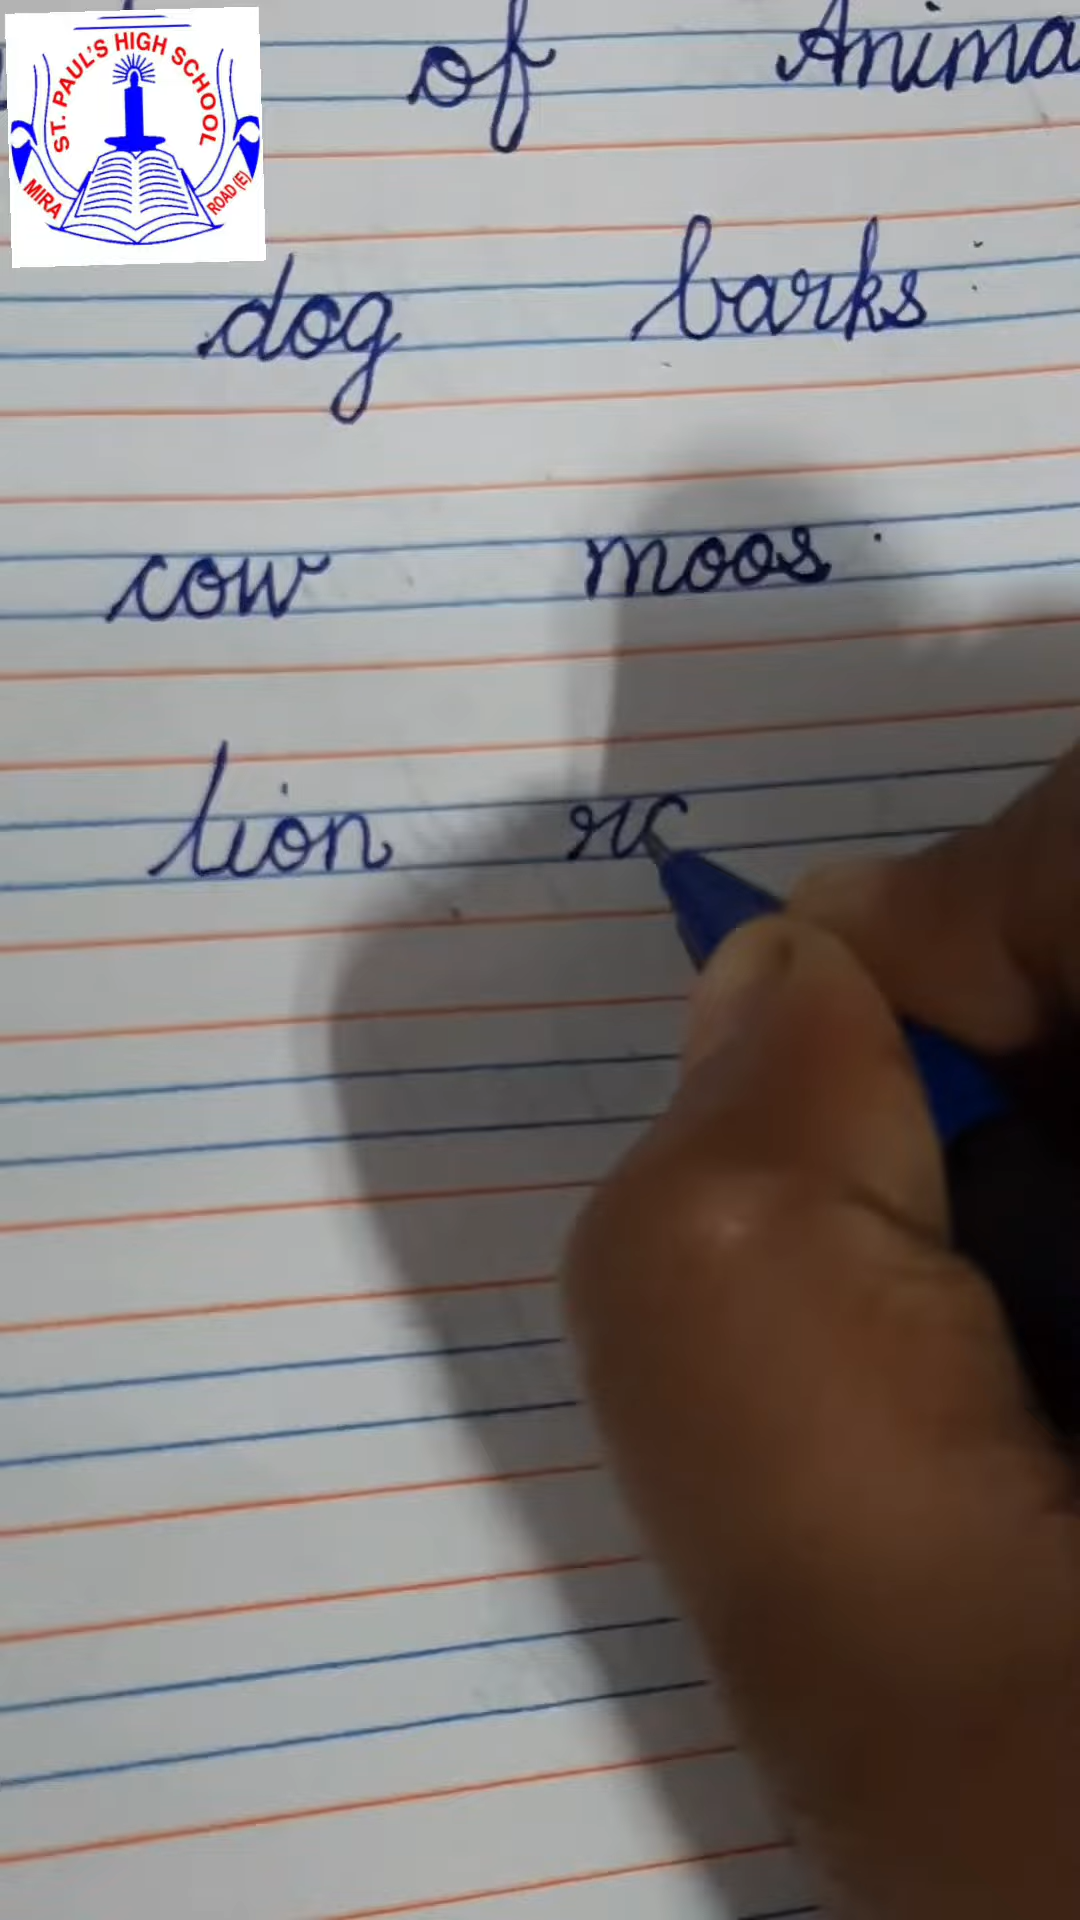 ST. PAUL'S HIGH SCHOOL
MIRA ROAD (E)
of Anima
dog barks
cow moos
lion